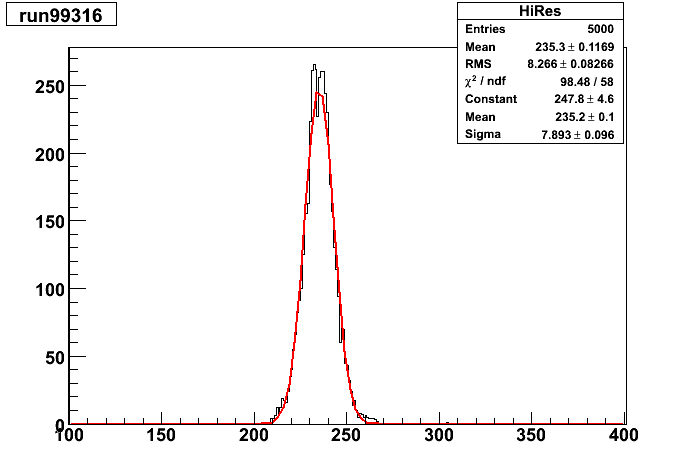 run99316
HiRes
Entries 5000
Mean 235.3 ± 0.1169
RMS 8.266 ± 0.08266
χ² / ndf 98.48 / 58
Constant 247.8 ± 4.6
Mean 235.2 ± 0.1
Sigma 7.893 ± 0.096
250
200
150
100
50
0
100 150 200 250 300 350 400